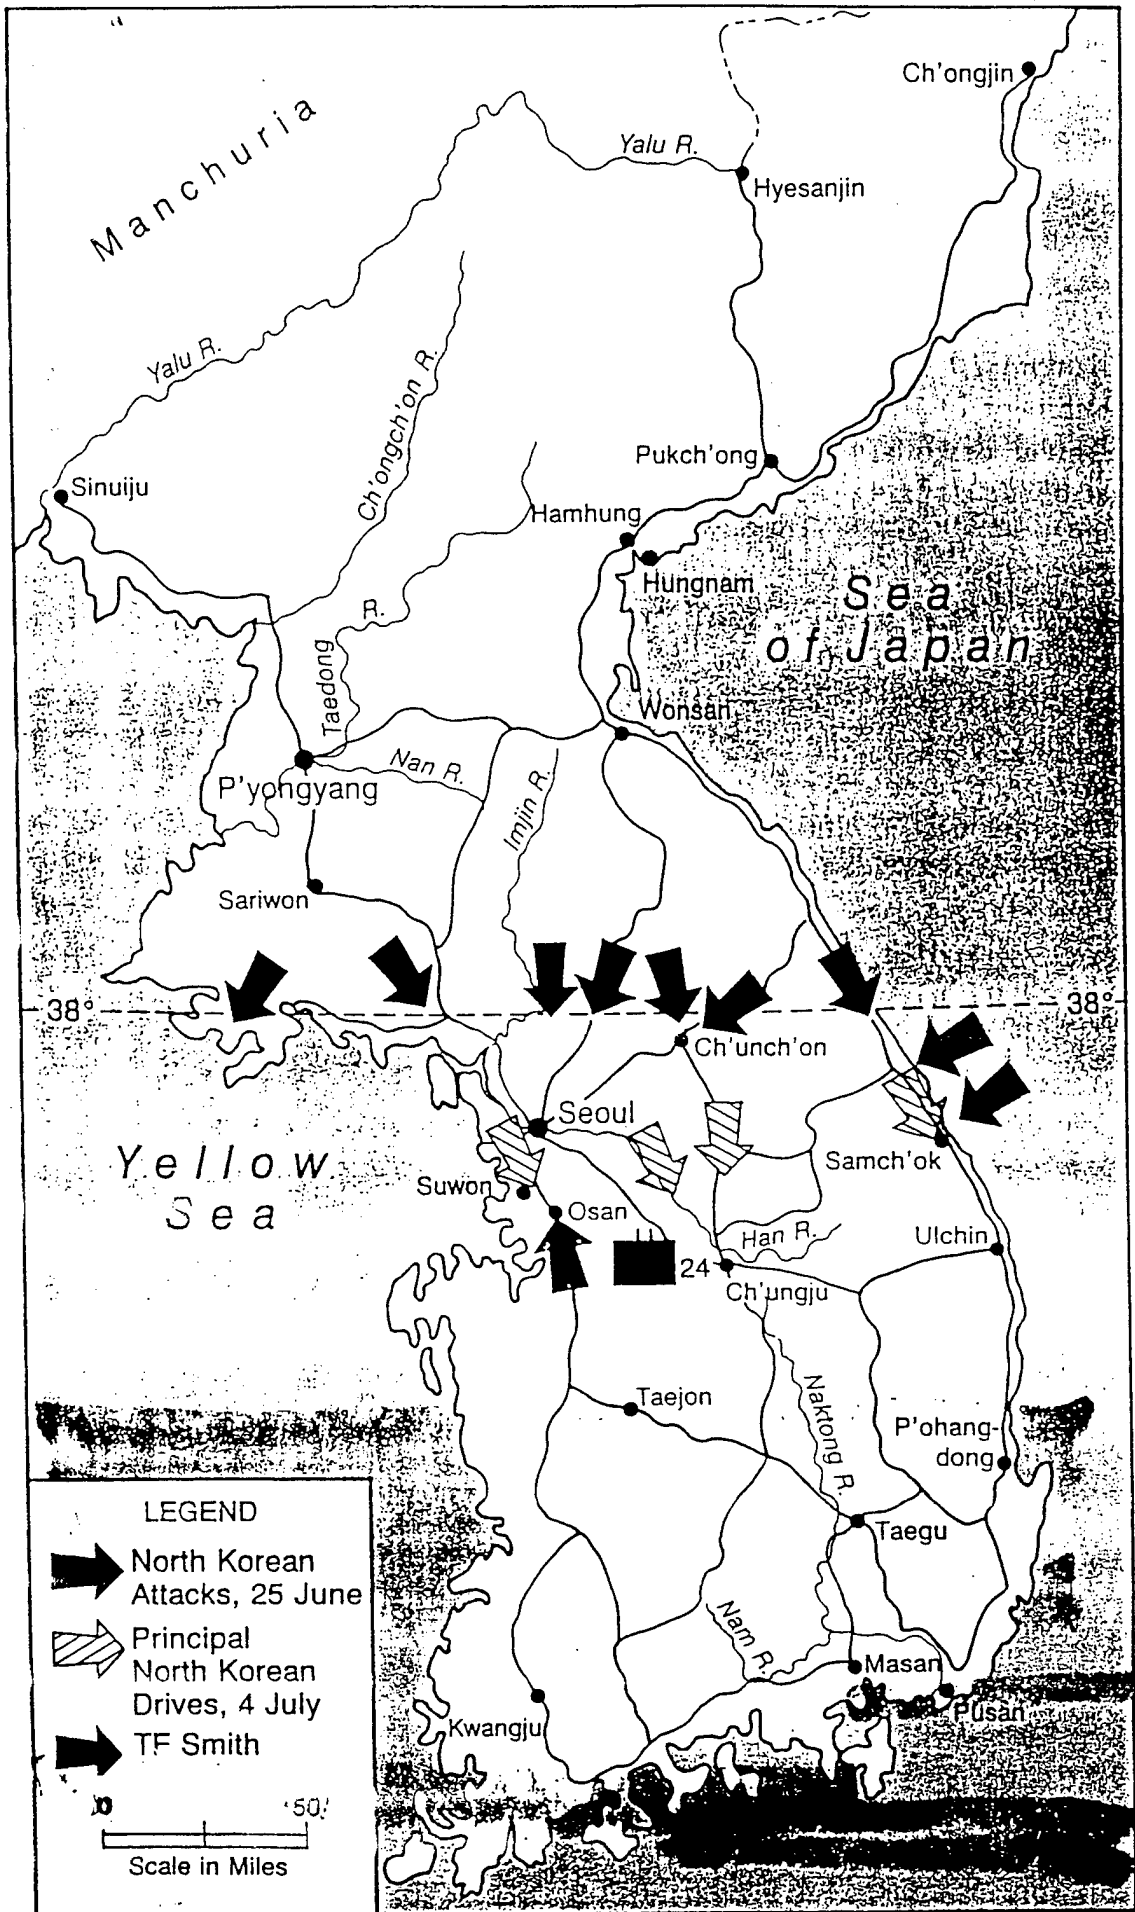 Ch'ongjin
Manchuria
Yalu R.
Hyesanjin
Yalu R.
Ch'ongch'on R.
Pukch'ong
Sinuiju
Hamhung
Hungnam
Sea
of Japan
Taedong R.
Wonsan
Nan R.
P'yongyang
Imjin R.
Sariwon
38°
38°
Ch'unch'on
Seoul
Yellow
Sea
Samch'ok
Suwon
Osan
Han R.
Ulchin
24
Ch'ungju
Taejon
Naktong R.
P'ohang-
dong
Taegu
Nam R.
Masan
Pusan
Kwangju
LEGEND
North Korean
Attacks, 25 June
Principal
North Korean
Drives, 4 July
TF Smith
50
Scale in Miles